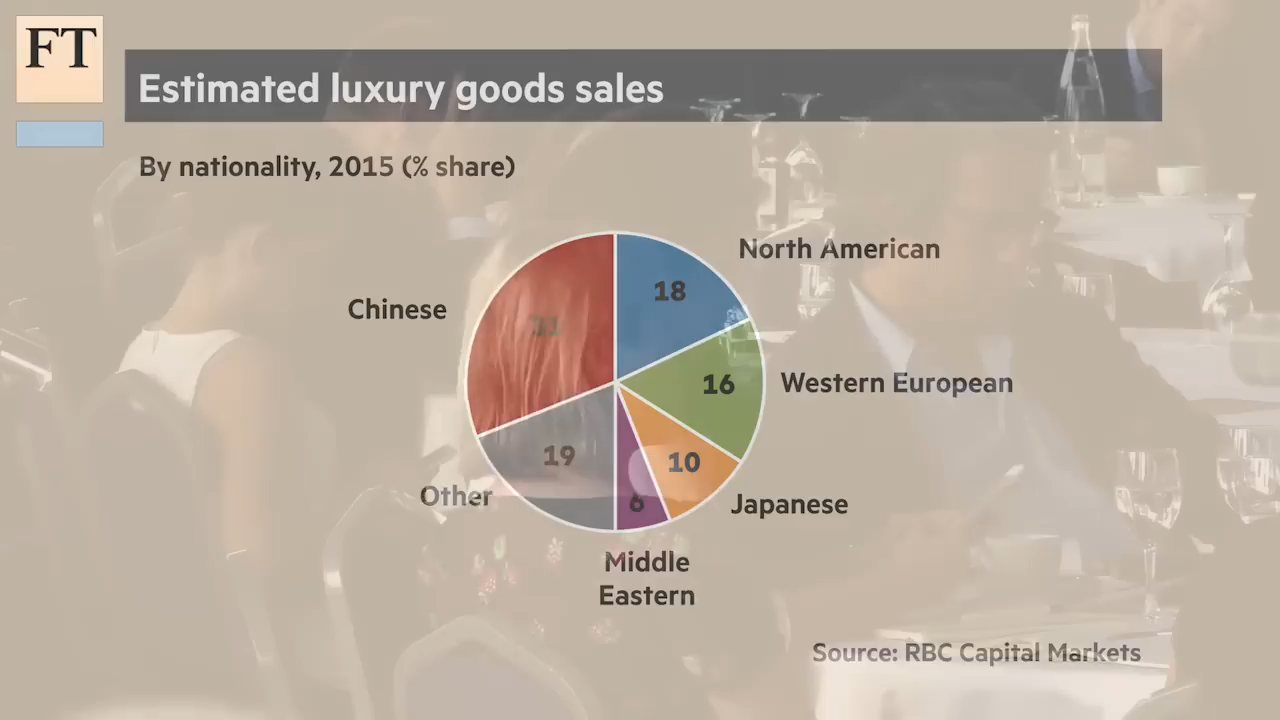 FT
Estimated luxury goods sales
By nationality, 2015 (% share)
North American
18
Chinese
31
16
Western European
19
10
Other
6
Japanese
Middle
Eastern
Source: RBC Capital Markets